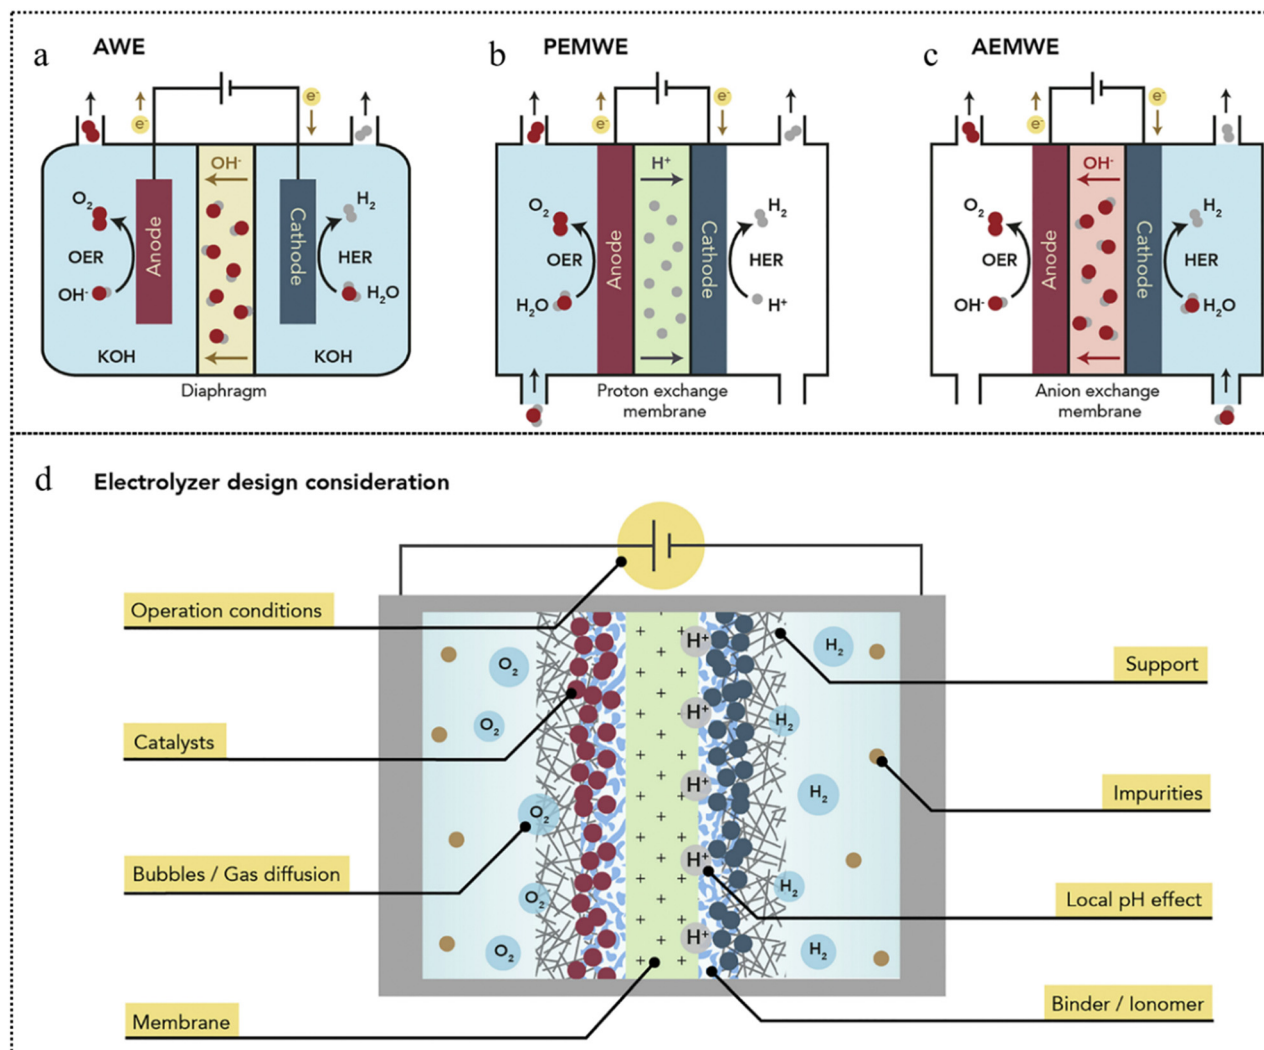 a
AWE
e⁻
e⁻
OH⁻
O₂
H₂
Anode
Cathode
OER
HER
OH⁻
H₂O
KOH
KOH
Diaphragm
b
PEMWE
e⁻
e⁻
H⁺
O₂
H₂
Anode
Cathode
OER
HER
H₂O
H⁺
Proton exchange
membrane
c
AEMWE
e⁻
e⁻
OH⁻
O₂
H₂
Anode
Cathode
OER
HER
OH⁻
H₂O
Anion exchange
membrane
d
Electrolyzer design consideration
Operation conditions
Catalysts
Bubbles / Gas diffusion
Membrane
O₂
O₂
O₂
O₂
O₂
+ + + + + + + + + + + + + + + + + + + + + + + + + + + + + +
H⁺
H⁺
H⁺
H⁺
H⁺
H₂
H₂
H₂
H₂
H₂
Support
Impurities
Local pH effect
Binder / Ionomer